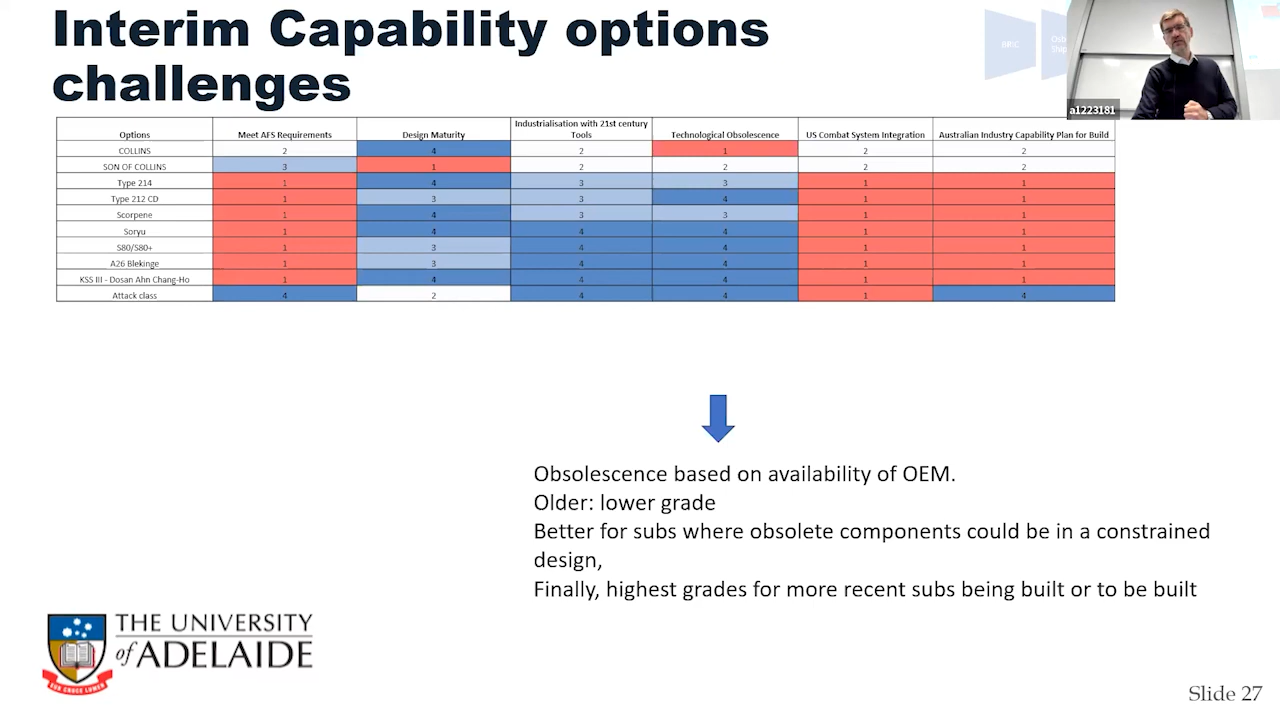 Interim Capability options
challenges
BRIC
a1223181
Options Meet AFS Requirements Design Maturity Industrialisation with 21st century Tools Technological Obsolescence US Combat System Integration Australian Industry Capability Plan for Build
COLLINS 2 4 2 1 2 2
SON OF COLLINS 3 1 2 2 2 2
Type 214 1 4 3 3 1 1
Type 212 CD 1 3 3 4 1 1
Scorpene 1 4 3 3 1 1
Soryu 1 4 4 4 1 1
S80/S80+ 1 3 4 4 1 1
A26 Blekinge 1 3 4 4 1 1
KSS III - Dosan Ahn Chang-Ho 1 4 4 4 1 1
Attack class 4 2 4 4 1 4
Obsolescence based on availability of OEM.
Older: lower grade
Better for subs where obsolete components could be in a constrained
design,
Finally, highest grades for more recent subs being built or to be built
THE UNIVERSITY
of ADELAIDE
SUB CRUCE LUMEN
Slide 27